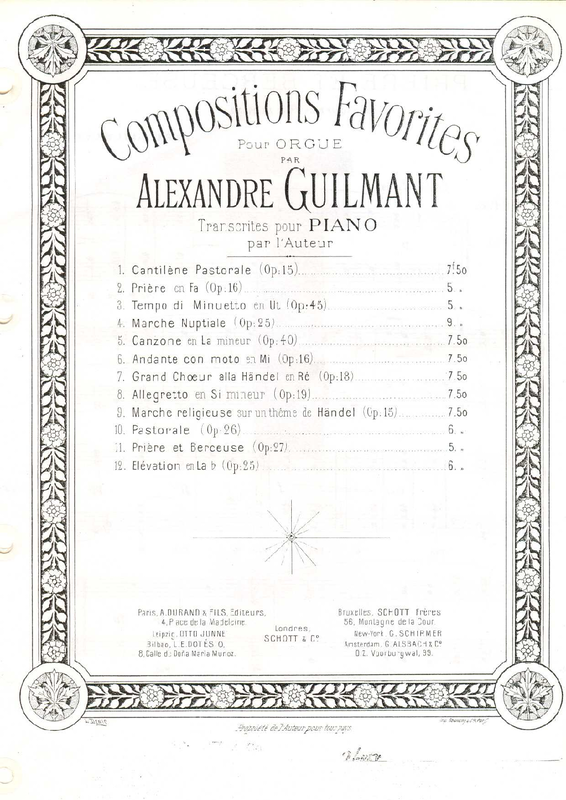 Compositions Favorites
Pour ORGUE
PAR
ALEXANDRE GUILMANT
Transcrites pour PIANO
par l'Auteur
1. Cantilène Pastorale (Op: 15) 7f 50
2. Prière en Fa (Op: 16) 5. „
3. Tempo di Minuetto en Ut (Op: 45) 5. „
4. Marche Nuptiale (Op: 25) 9. „
5. Canzone en La mineur (Op: 40) 7.50
6. Andante con moto en Mi (Op: 16) 7.50
7. Grand Chœur alla Händel en Ré (Op: 18) 7.50
8. Allegretto en Si mineur (Op: 19) 7.50
9. Marche religieuse sur un thême de Händel (Op: 15) 7.50
10. Pastorale (Op: 26) 6. „
11. Prière et Berceuse (Op: 27) 5. „
12. Elévation en La b (Op: 25) 6. „
Paris, A. DURAND & FILS, Editeurs,
4, Place de la Madeleine.
Leipzig, OTTO JUNNE
Bilbao, L. E. DOTÉSIO,
8, Calle de Doña Maria Muñoz.
Londres,
SCHOTT & Co
Bruxelles, SCHOTT frères
56, Montagne de la Cour.
New-York, G. SCHIRMER
Amsterdam, G. ALSBACH & Co
O. Z. Voorburgwal, 99.
Propriété de l'Auteur pour tous pays